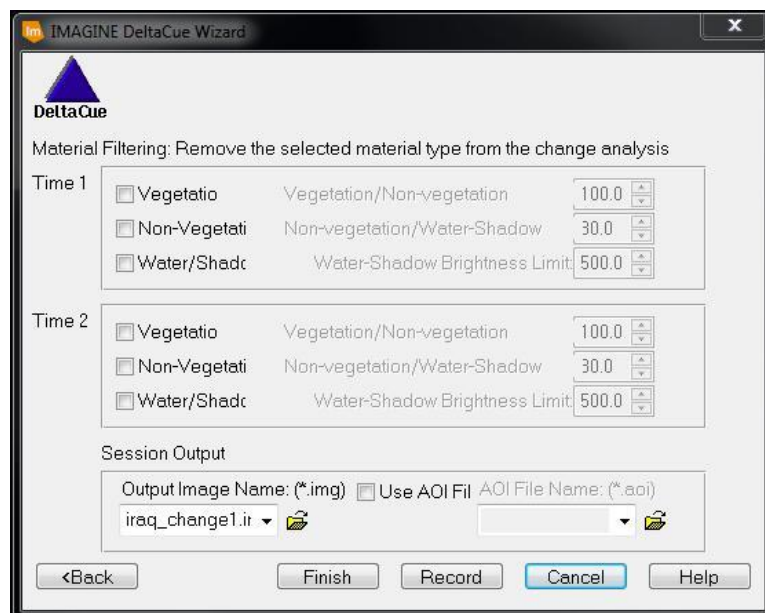 Im IMAGINE DeltaCue Wizard x
DeltaCue
Material Filtering: Remove the selected material type from the change analysis
Time 1
Vegetatio Vegetation/Non-vegetation 100.0
Non-Vegetati Non-vegetation/Water-Shadow 30.0
Water/Shadc Water-Shadow Brightness Limit: 500.0
Time 2
Vegetatio Vegetation/Non-vegetation 100.0
Non-Vegetati Non-vegetation/Water-Shadow 30.0
Water/Shadc Water-Shadow Brightness Limit: 500.0
Session Output
Output Image Name: (*.img) Use AOI Fil AOI File Name: (*.aoi)
iraq_change1.ir
<Back Finish Record Cancel Help